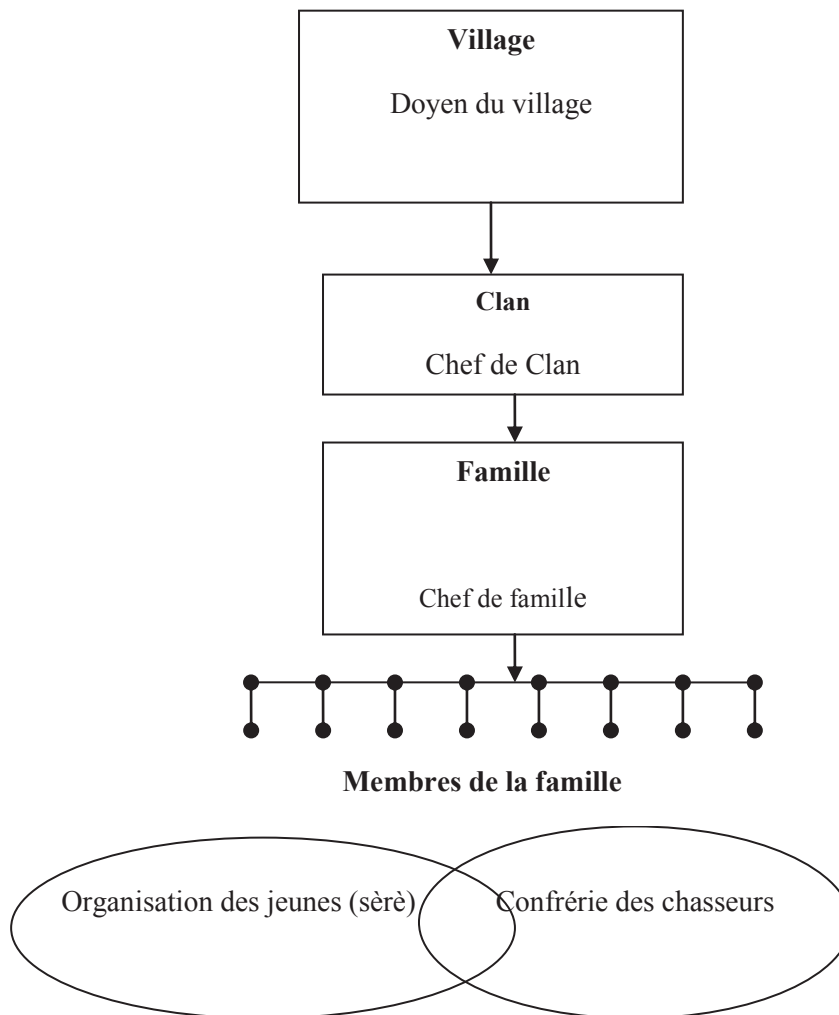 Village
Doyen du village
Clan
Chef de Clan
Famille
Chef de famille
Membres de la famille
Organisation des jeunes (sèrè)
Confrérie des chasseurs